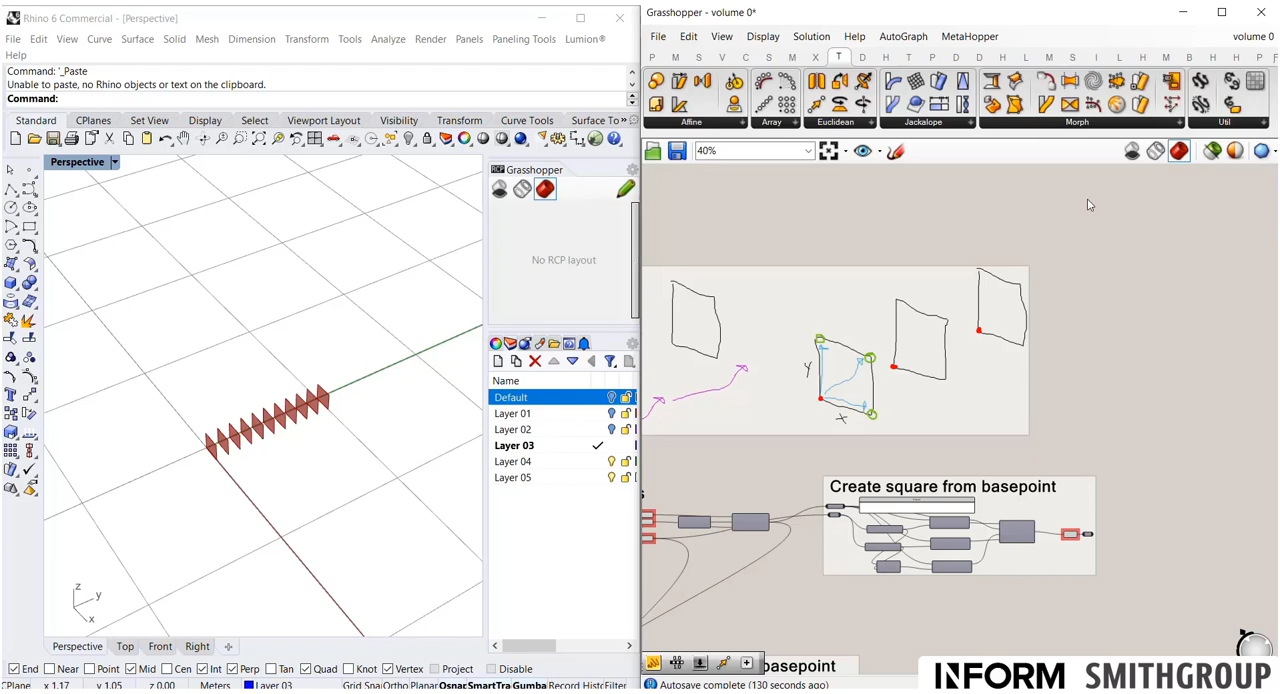 Rhino 6 Commercial - [Perspective]
File Edit View Curve Surface Solid Mesh Dimension Transform Tools Analyze Render Panels Paneling Tools Lumion®
Help
Command: '_Paste
Unable to paste, no Rhino objects or text on the clipboard.
Command:
Standard CPlanes Set View Display Select Viewport Layout Visibility Transform Curve Tools Surface To
Perspective
Grasshopper
No RCP layout
Name
Default
Layer 01
Layer 02
Layer 03
Layer 04
Layer 05
z
y
x
Perspective Top Front Right
End Near Point Mid Cen Int Perp Tan Quad Knot Vertex Project Disable
CPlane x 1.17 y 1.05 z 0.00 Meters Layer 03 Grid Sna Ortho Planar Osnap SmartTra Gumba Record Histo Filter
Grasshopper - volume 0*
File Edit View Display Solution Help AutoGraph MetaHopper volume 0
P M S V C S M X T D U K B F H T P D F L H M S I L H M P R H
Affine Array Euclidean Jackalope Morph Util
40%
y
x
s
Create square from basepoint
basepoint
Autosave complete (130 seconds ago)
INFORM SMITHGROUP